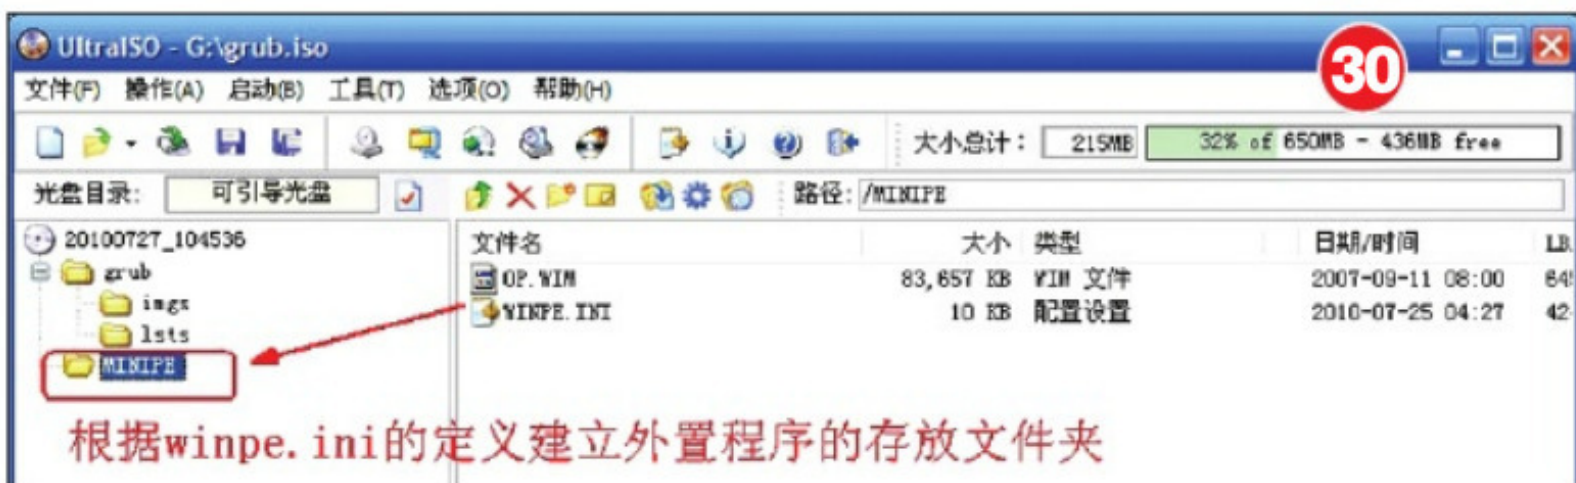 UltraISO - G:\grub.iso
30
文件(F) 操作(A) 启动(B) 工具(T) 选项(O) 帮助(H)
大小总计: 215MB 32% of 650MB - 436MB free
光盘目录: 可引导光盘 路径: /MINIPE
20100727_104536
grub
imgs
lsts
MINIPE
文件名 大小 类型 日期/时间 LB
OP.WIM 83,657 KB WIM 文件 2007-09-11 08:00 64
WINPE.INI 10 KB 配置设置 2010-07-25 04:27 42
根据winpe.ini的定义建立外置程序的存放文件夹